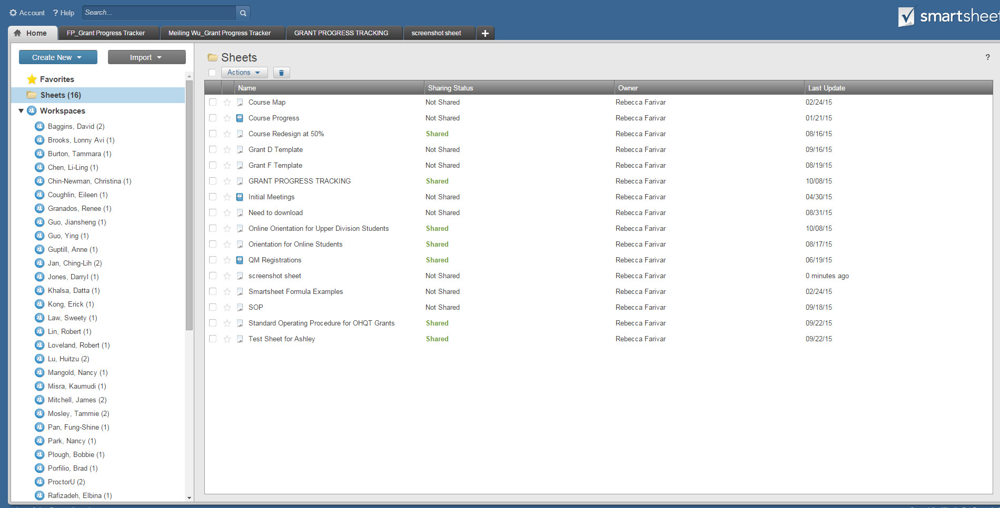 Account ? Help Search...
smartsheet
Home FP_Grant Progress Tracker Meiling Wu_Grant Progress Tracker GRANT PROGRESS TRACKING screenshot sheet +
Create New Import
Favorites
Sheets (16)
Workspaces
Baggins, David (2)
Brooks, Lonny Avi (1)
Burton, Tammara (1)
Chen, Li-Ling (1)
Chin-Newman, Christina (1)
Coughlin, Eileen (1)
Granados, Renee (1)
Guo, Jiansheng (1)
Guo, Ying (1)
Guptill, Anne (1)
Jan, Ching-Lih (2)
Jones, Darryl (1)
Khalsa, Datta (1)
Kong, Erick (1)
Law, Sweety (1)
Lin, Robert (1)
Loveland, Robert (1)
Lu, Huitzu (2)
Mangold, Nancy (1)
Misra, Kaumudi (1)
Mitchell, James (2)
Mosley, Tammie (2)
Pan, Fung-Shine (1)
Park, Nancy (1)
Plough, Bobbie (1)
Porfilio, Brad (1)
ProctorU (2)
Rafizadeh, Elbina (1)
Sheets ?
Actions
Name Sharing Status Owner Last Update
Course Map Not Shared Rebecca Farivar 02/24/15
Course Progress Not Shared Rebecca Farivar 01/21/15
Course Redesign at 50% Shared Rebecca Farivar 08/16/15
Grant D Template Not Shared Rebecca Farivar 09/16/15
Grant F Template Not Shared Rebecca Farivar 08/19/15
GRANT PROGRESS TRACKING Shared Rebecca Farivar 10/08/15
Initial Meetings Not Shared Rebecca Farivar 04/30/15
Need to download Not Shared Rebecca Farivar 08/31/15
Online Orientation for Upper Division Students Shared Rebecca Farivar 10/08/15
Orientation for Online Students Shared Rebecca Farivar 08/17/15
QM Registrations Shared Rebecca Farivar 06/19/15
screenshot sheet Not Shared Rebecca Farivar 0 minutes ago
Smartsheet Formula Examples Not Shared Rebecca Farivar 02/24/15
SOP Not Shared Rebecca Farivar 09/18/15
Standard Operating Procedure for OHQT Grants Shared Rebecca Farivar 09/22/15
Test Sheet for Ashley Shared Rebecca Farivar 09/22/15